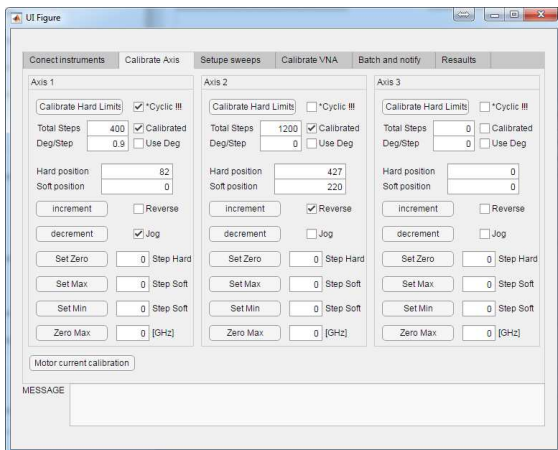 UI Figure
Conect instruments Calibrate Axis Setupe sweeps Calibrate VNA Batch and notify Resaults
Axis 1
Calibrate Hard Limits *Cyclic !!!
Total Steps 400 Calibrated
Deg/Step 0.9 Use Deg
Hard position 82
Soft position 0
increment Reverse
decrement Jog
Set Zero 0 Step Hard
Set Max 0 Step Soft
Set Min 0 Step Soft
Zero Max 0 [GHz]
Axis 2
Calibrate Hard Limits *Cyclic !!!
Total Steps 1200 Calibrated
Deg/Step 0 Use Deg
Hard position 427
Soft position 220
increment Reverse
decrement Jog
Set Zero 0 Step Hard
Set Max 0 Step Soft
Set Min 0 Step Soft
Zero Max 0 [GHz]
Axis 3
Calibrate Hard Limits *Cyclic !!!
Total Steps 0 Calibrated
Deg/Step 0 Use Deg
Hard position 0
Soft position 0
increment Reverse
decrement Jog
Set Zero 0 Step Hard
Set Max 0 Step Soft
Set Min 0 Step Soft
Zero Max 0 [GHz]
Motor current calibration
MESSAGE